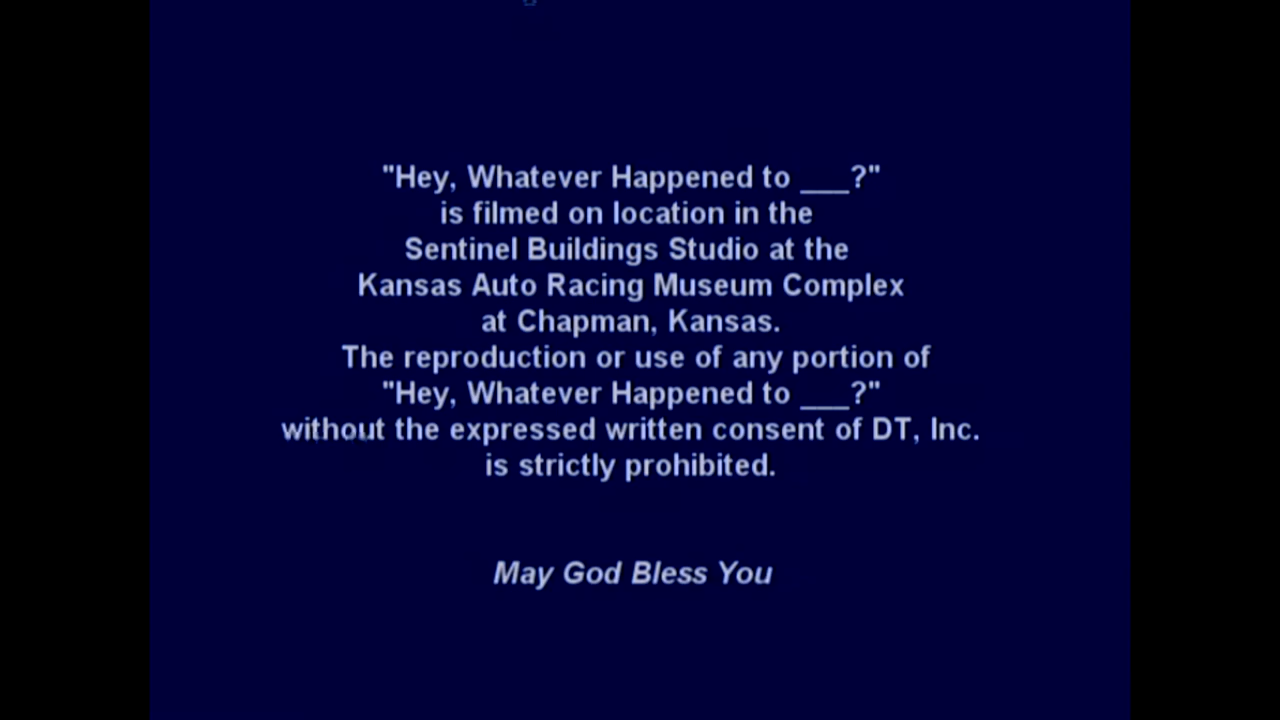 "Hey, Whatever Happened to ___?"
is filmed on location in the
Sentinel Buildings Studio at the
Kansas Auto Racing Museum Complex
at Chapman, Kansas.
The reproduction or use of any portion of
"Hey, Whatever Happened to ___?"
without the expressed written consent of DT, Inc.
is strictly prohibited.
May God Bless You